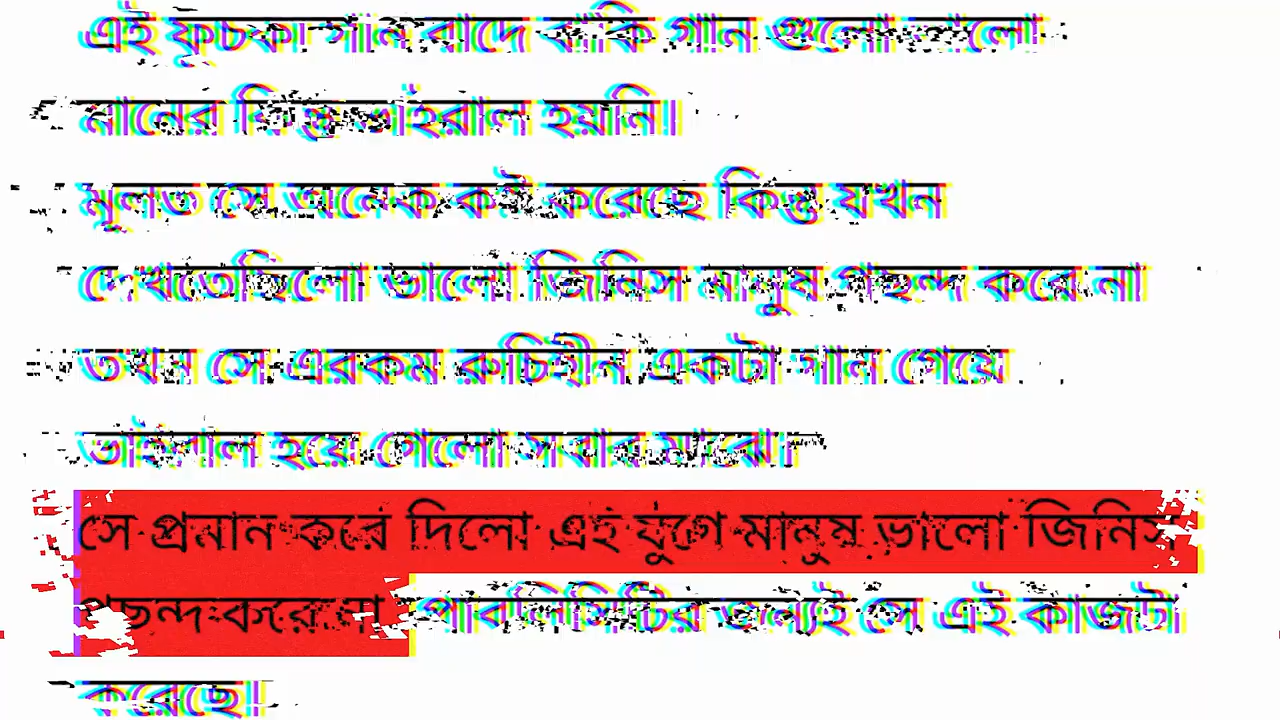 এই ফুচকা গান বাদে বাকি গান গুলো ভালো
মানের কিন্তু ভাইরাল হয়নি।
মূলত সে অনেক কষ্ট করেছে কিন্তু যখন
দেখতেছিলো ভালো জিনিস মানুষ পছন্দ করে না
তখন সে এরকম রুচিহীন একটা গান গেয়ে
ভাইরাল হয়ে গেলো সবার মাঝে।
সে প্রমান করে দিলো এই যুগে মানুষ ভালো জিনিস
পছন্দ করে না পাবলিসিটির জন্যেই সে এই কাজটা
করেছে।